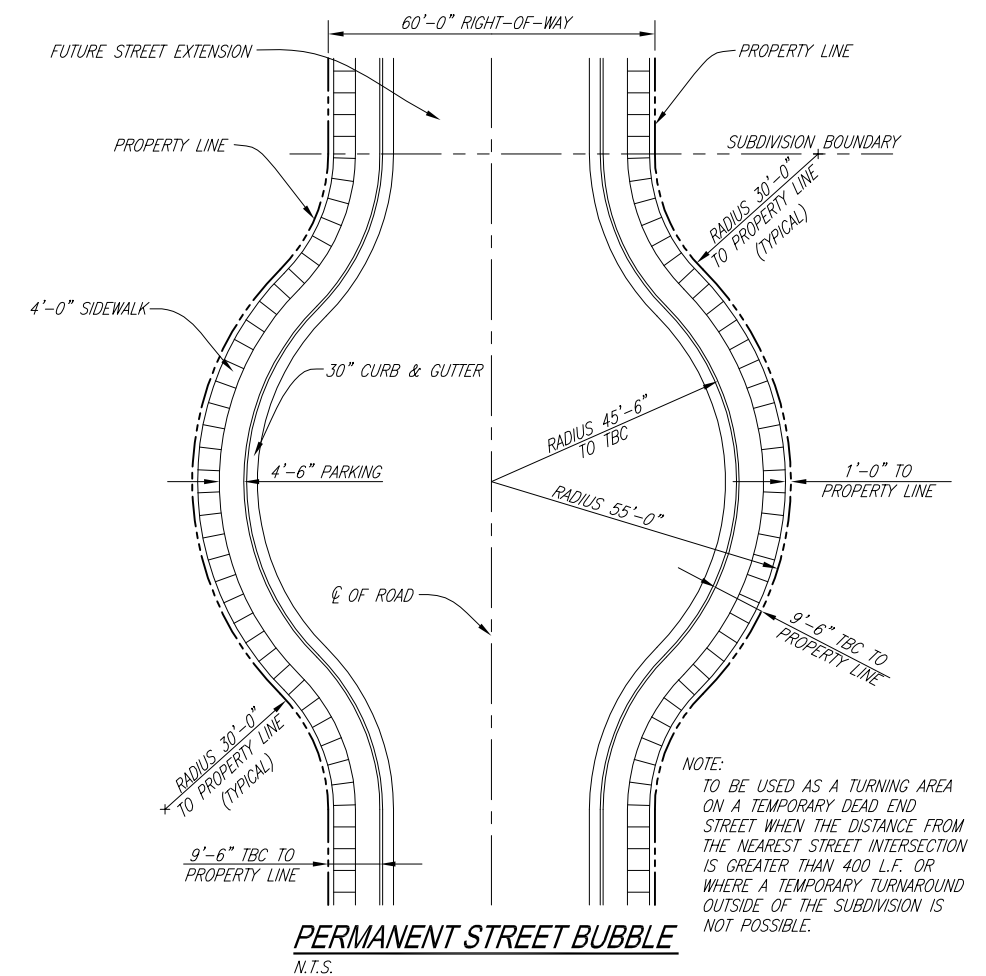 60'-0" RIGHT-OF-WAY
FUTURE STREET EXTENSION
PROPERTY LINE
PROPERTY LINE
SUBDIVISION BOUNDARY
RADIUS 30'-0"
TO PROPERTY LINE
(TYPICAL)
4'-0" SIDEWALK
30" CURB & GUTTER
RADIUS 45'-6"
TO TBC
4'-6" PARKING
1'-0" TO
PROPERTY LINE
RADIUS 55'-0"
℄ OF ROAD
9'-6" TBC TO
PROPERTY LINE
RADIUS 30'-0"
TO PROPERTY LINE
(TYPICAL)
9'-6" TBC TO
PROPERTY LINE
NOTE:
TO BE USED AS A TURNING AREA
ON A TEMPORARY DEAD END
STREET WHEN THE DISTANCE FROM
THE NEAREST STREET INTERSECTION
IS GREATER THAN 400 L.F. OR
WHERE A TEMPORARY TURNAROUND
OUTSIDE OF THE SUBDIVISION IS
NOT POSSIBLE.
PERMANENT STREET BUBBLE
N.T.S.